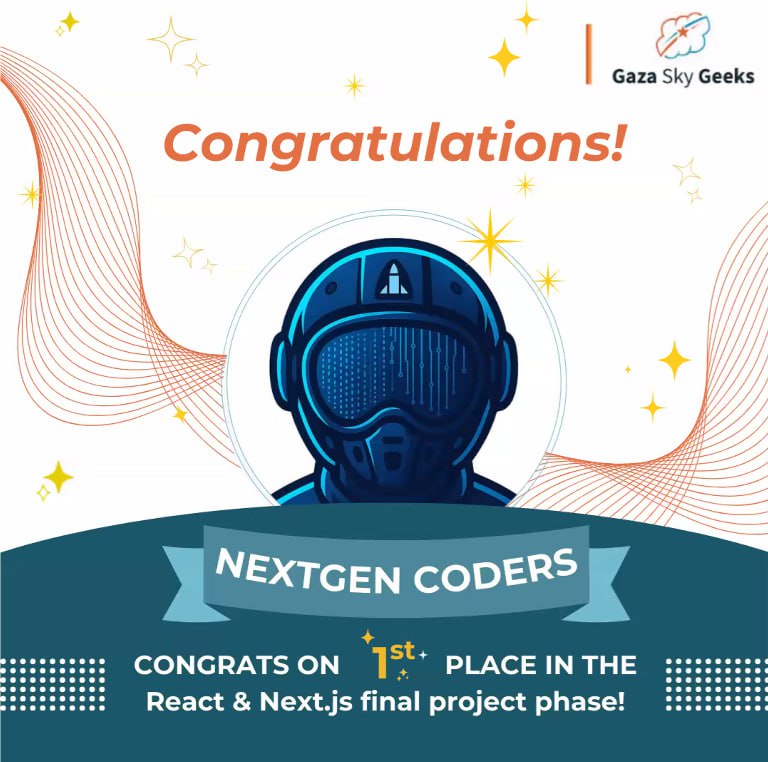 Gaza Sky Geeks
Congratulations!
NEXTGEN CODERS
CONGRATS ON 1st PLACE IN THE
React & Next.js final project phase!